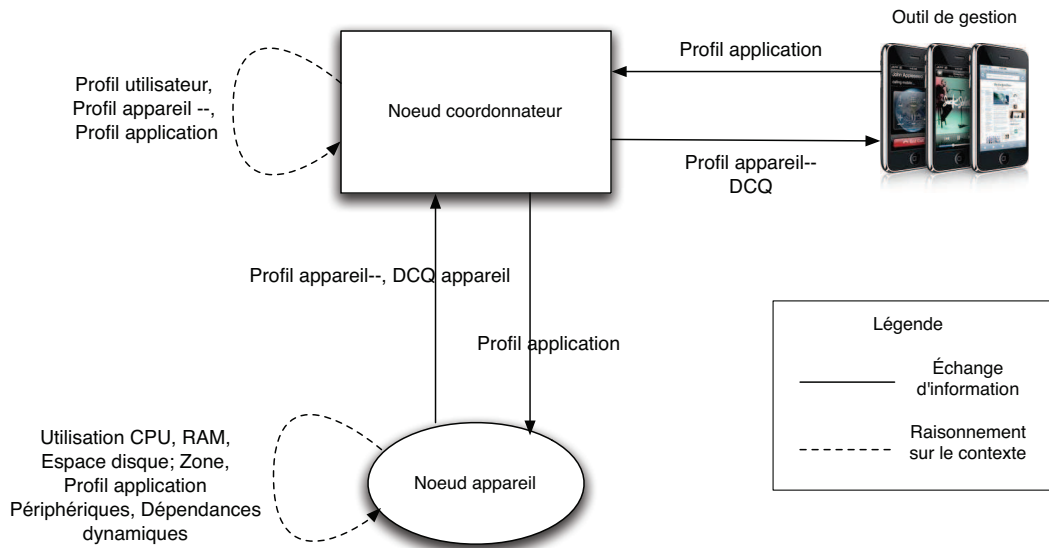 Outil de gestion
Profil application
Profil utilisateur,
Profil appareil --,
Profil application
Noeud coordonnateur
Profil appareil--
DCQ
Profil appareil--, DCQ appareil
Profil application
Légende
Échange
d'information
Raisonnement
sur le contexte
Utilisation CPU, RAM,
Espace disque; Zone,
Profil application
Périphériques, Dépendances
dynamiques
Noeud appareil